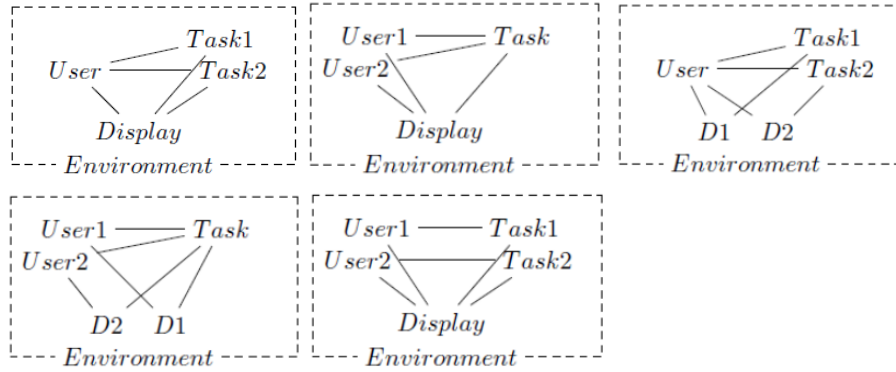 Task1
User
Task2
Display
Environment
User1 Task
User2
Display
Environment
Task1
User
Task2
D1 D2
Environment
User1 Task
User2
D2 D1
Environment
User1 Task1
User2 Task2
Display
Environment